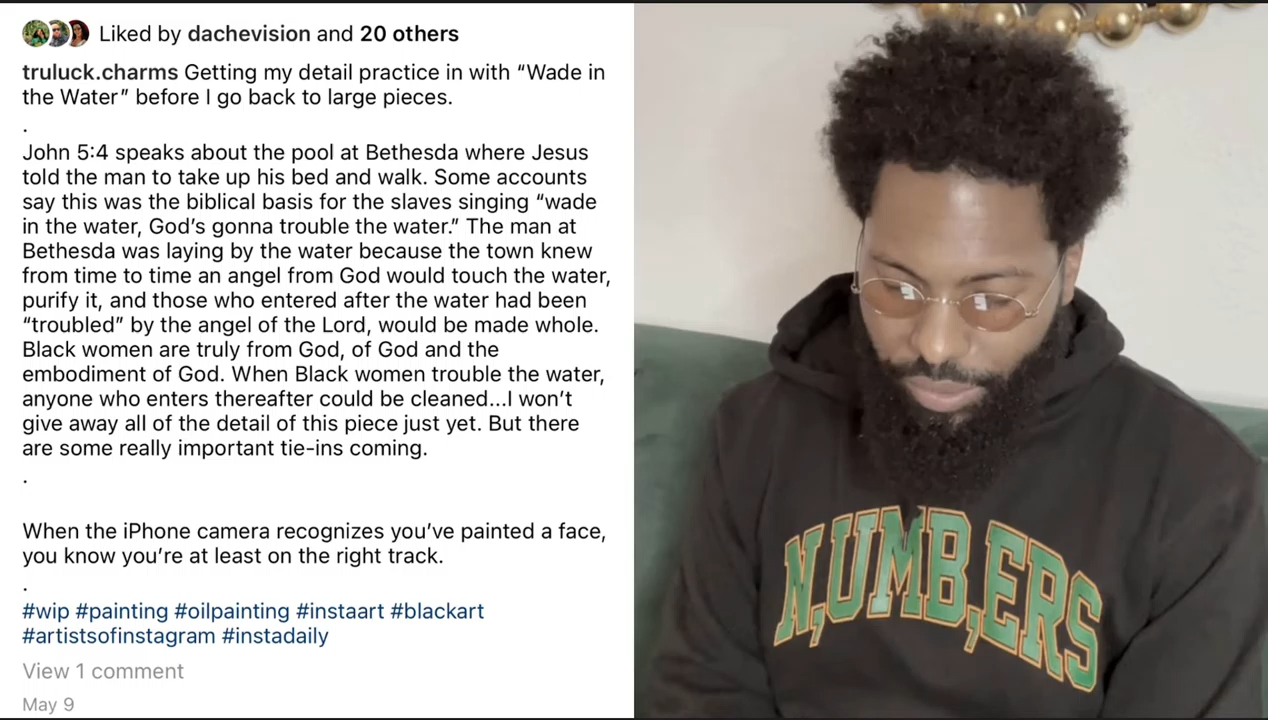 Liked by dachevision and 20 others
truluck.charms Getting my detail practice in with “Wade in
the Water” before I go back to large pieces.
.
John 5:4 speaks about the pool at Bethesda where Jesus
told the man to take up his bed and walk. Some accounts
say this was the biblical basis for the slaves singing “wade
in the water, God’s gonna trouble the water.” The man at
Bethesda was laying by the water because the town knew
from time to time an angel from God would touch the water,
purify it, and those who entered after the water had been
“troubled” by the angel of the Lord, would be made whole.
Black women are truly from God, of God and the
embodiment of God. When Black women trouble the water,
anyone who enters thereafter could be cleaned...I won’t
give away all of the detail of this piece just yet. But there
are some really important tie-ins coming.
.
When the iPhone camera recognizes you’ve painted a face,
you know you’re at least on the right track.
.
#wip #painting #oilpainting #instaart #blackart
#artistsofinstagram #instadaily
View 1 comment
May 9
N,UMB,ERS